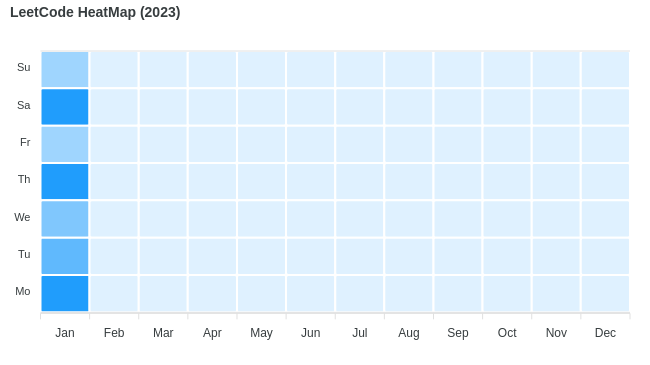 LeetCode HeatMap (2023)
Su
Sa
Fr
Th
We
Tu
Mo
Jan Feb Mar Apr May Jun Jul Aug Sep Oct Nov Dec